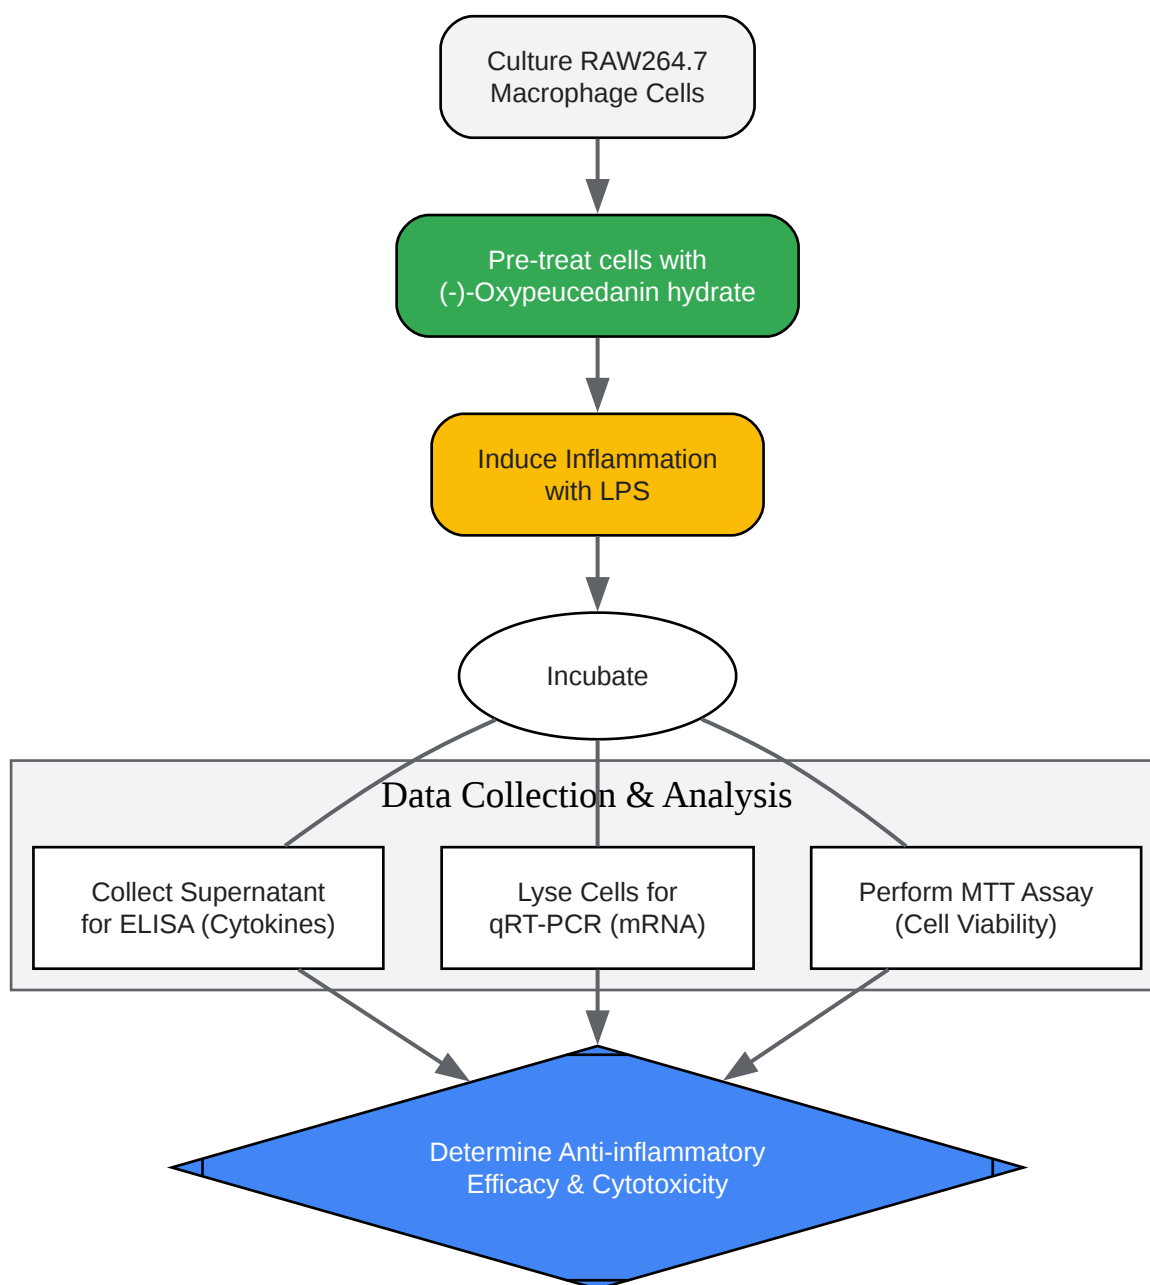 Culture RAW264.7
Macrophage Cells
Pre-treat cells with
(-)-Oxypeucedanin hydrate
Induce Inflammation
with LPS
Incubate
Data Collection & Analysis
Collect Supernatant
for ELISA (Cytokines)
Lyse Cells for
qRT-PCR (mRNA)
Perform MTT Assay
(Cell Viability)
Determine Anti-inflammatory
Efficacy & Cytotoxicity